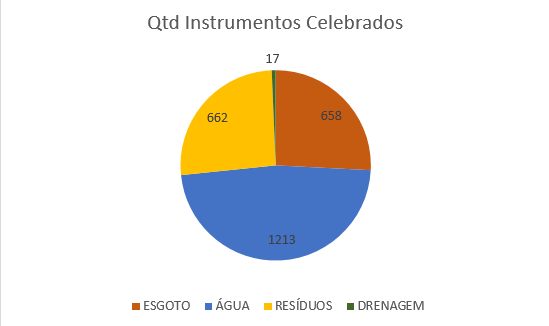 Qtd Instrumentos Celebrados
17
662
658
1213
ESGOTO ÁGUA RESÍDUOS DRENAGEM